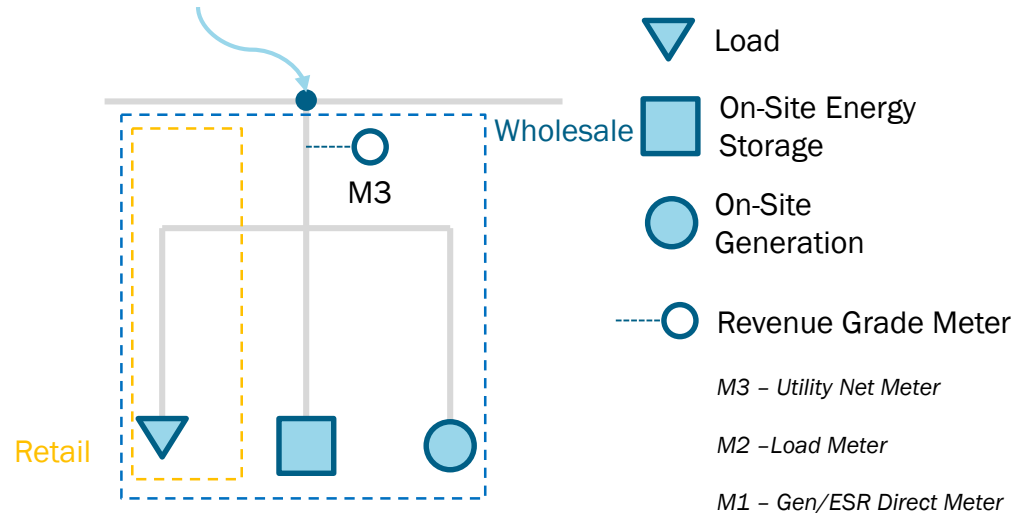 Load
Wholesale
On-Site Energy
Storage
M3
On-Site
Generation
Revenue Grade Meter
M3 – Utility Net Meter
Retail
M2 –Load Meter
M1 – Gen/ESR Direct Meter